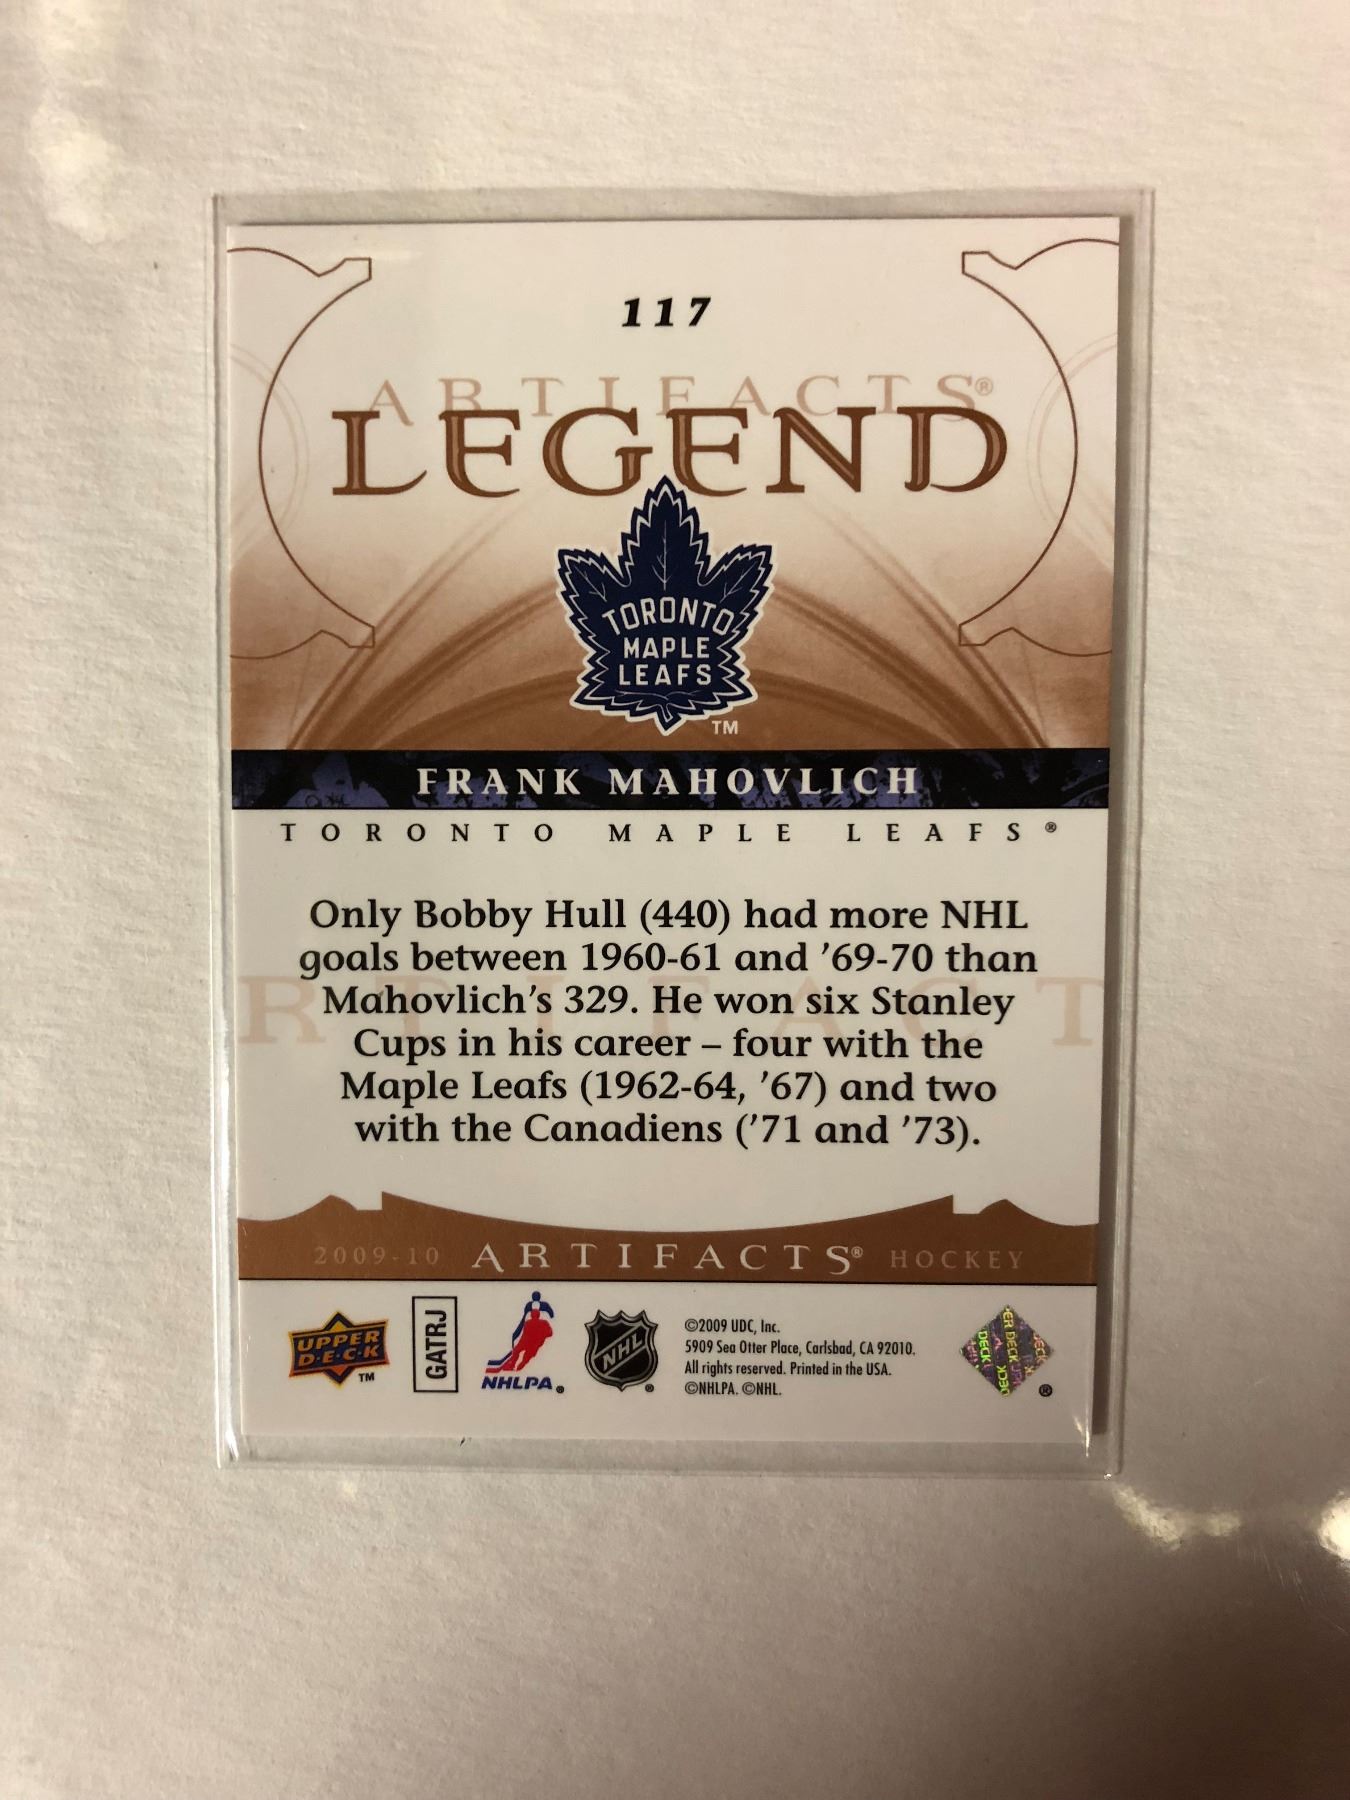 117
ARTIFACTS®
LEGEND
TORONTO
MAPLE
LEAFS
TM
FRANK MAHOVLICH
TORONTO MAPLE LEAFS®
Only Bobby Hull (440) had more NHL
goals between 1960-61 and ’69-70 than
Mahovlich’s 329. He won six Stanley
Cups in his career – four with the
Maple Leafs (1962-64, ’67) and two
with the Canadiens (’71 and ’73).
2009-10 ARTIFACTS® HOCKEY
UPPER
D·E·C·K
TM
GATRJ
NHLPA®
NHL
®
©2009 UDC, Inc.
5909 Sea Otter Place, Carlsbad, CA 92010.
All rights reserved. Printed in the USA.
©NHLPA. ©NHL.
®